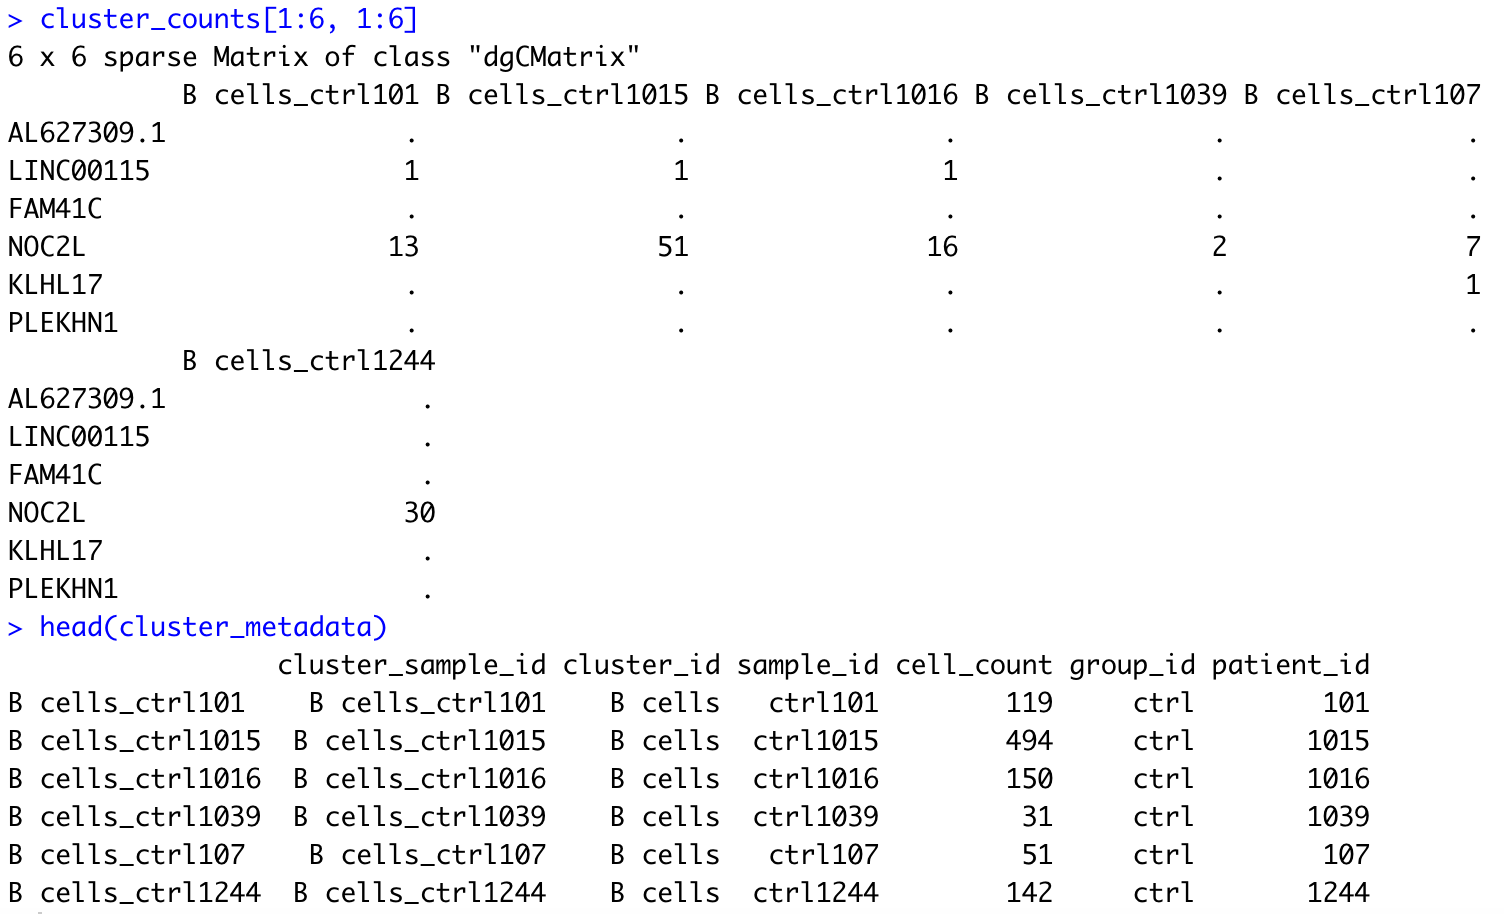 > cluster_counts[1:6, 1:6]
6 x 6 sparse Matrix of class "dgCMatrix"
           B cells_ctrl101 B cells_ctrl1015 B cells_ctrl1016 B cells_ctrl1039 B cells_ctrl107
AL627309.1               .                .                .                .               .
LINC00115                1                1                1                .               .
FAM41C                   .                .                .                .               .
NOC2L                   13               51               16                2               7
KLHL17                   .                .                .                .               1
PLEKHN1                  .                .                .                .               .
           B cells_ctrl1244
AL627309.1                .
LINC00115                 .
FAM41C                    .
NOC2L                    30
KLHL17                    .
PLEKHN1                   .
> head(cluster_metadata)
                 cluster_sample_id cluster_id sample_id cell_count group_id patient_id
B cells_ctrl101    B cells_ctrl101    B cells   ctrl101        119     ctrl        101
B cells_ctrl1015  B cells_ctrl1015    B cells  ctrl1015        494     ctrl       1015
B cells_ctrl1016  B cells_ctrl1016    B cells  ctrl1016        150     ctrl       1016
B cells_ctrl1039  B cells_ctrl1039    B cells  ctrl1039         31     ctrl       1039
B cells_ctrl107    B cells_ctrl107    B cells   ctrl107         51     ctrl        107
B cells_ctrl1244  B cells_ctrl1244    B cells  ctrl1244        142     ctrl       1244